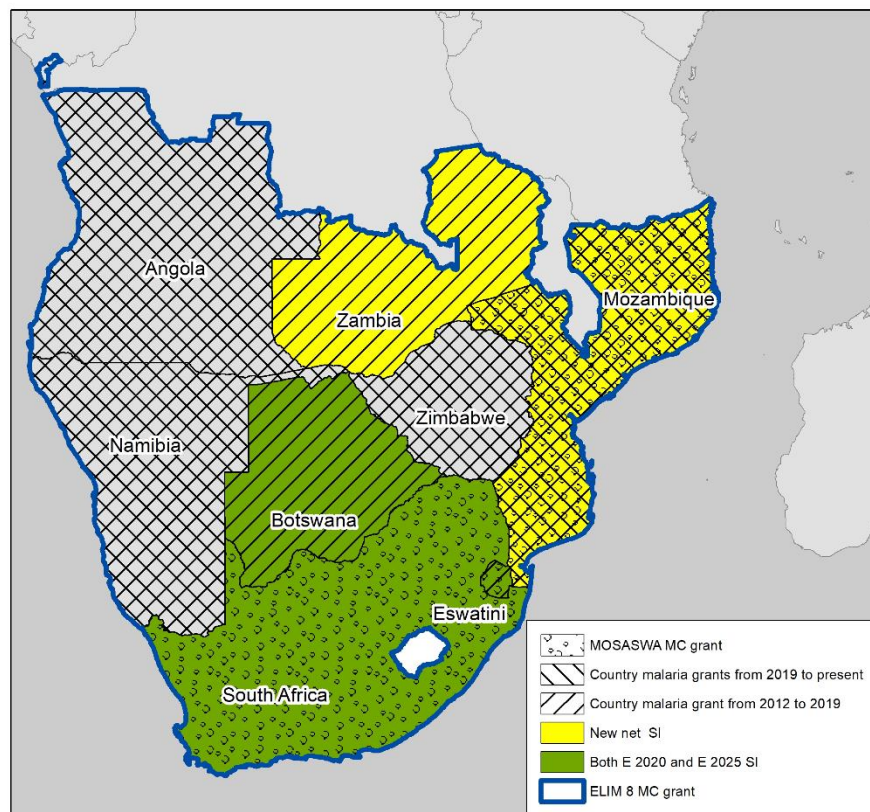 Angola
Zambia
Mozambique
Zimbabwe
Namibia
Botswana
Eswatini
South Africa
MOSASWA MC grant
Country malaria grants from 2019 to present
Country malaria grant from 2012 to 2019
New net SI
Both E 2020 and E 2025 SI
ELIM 8 MC grant